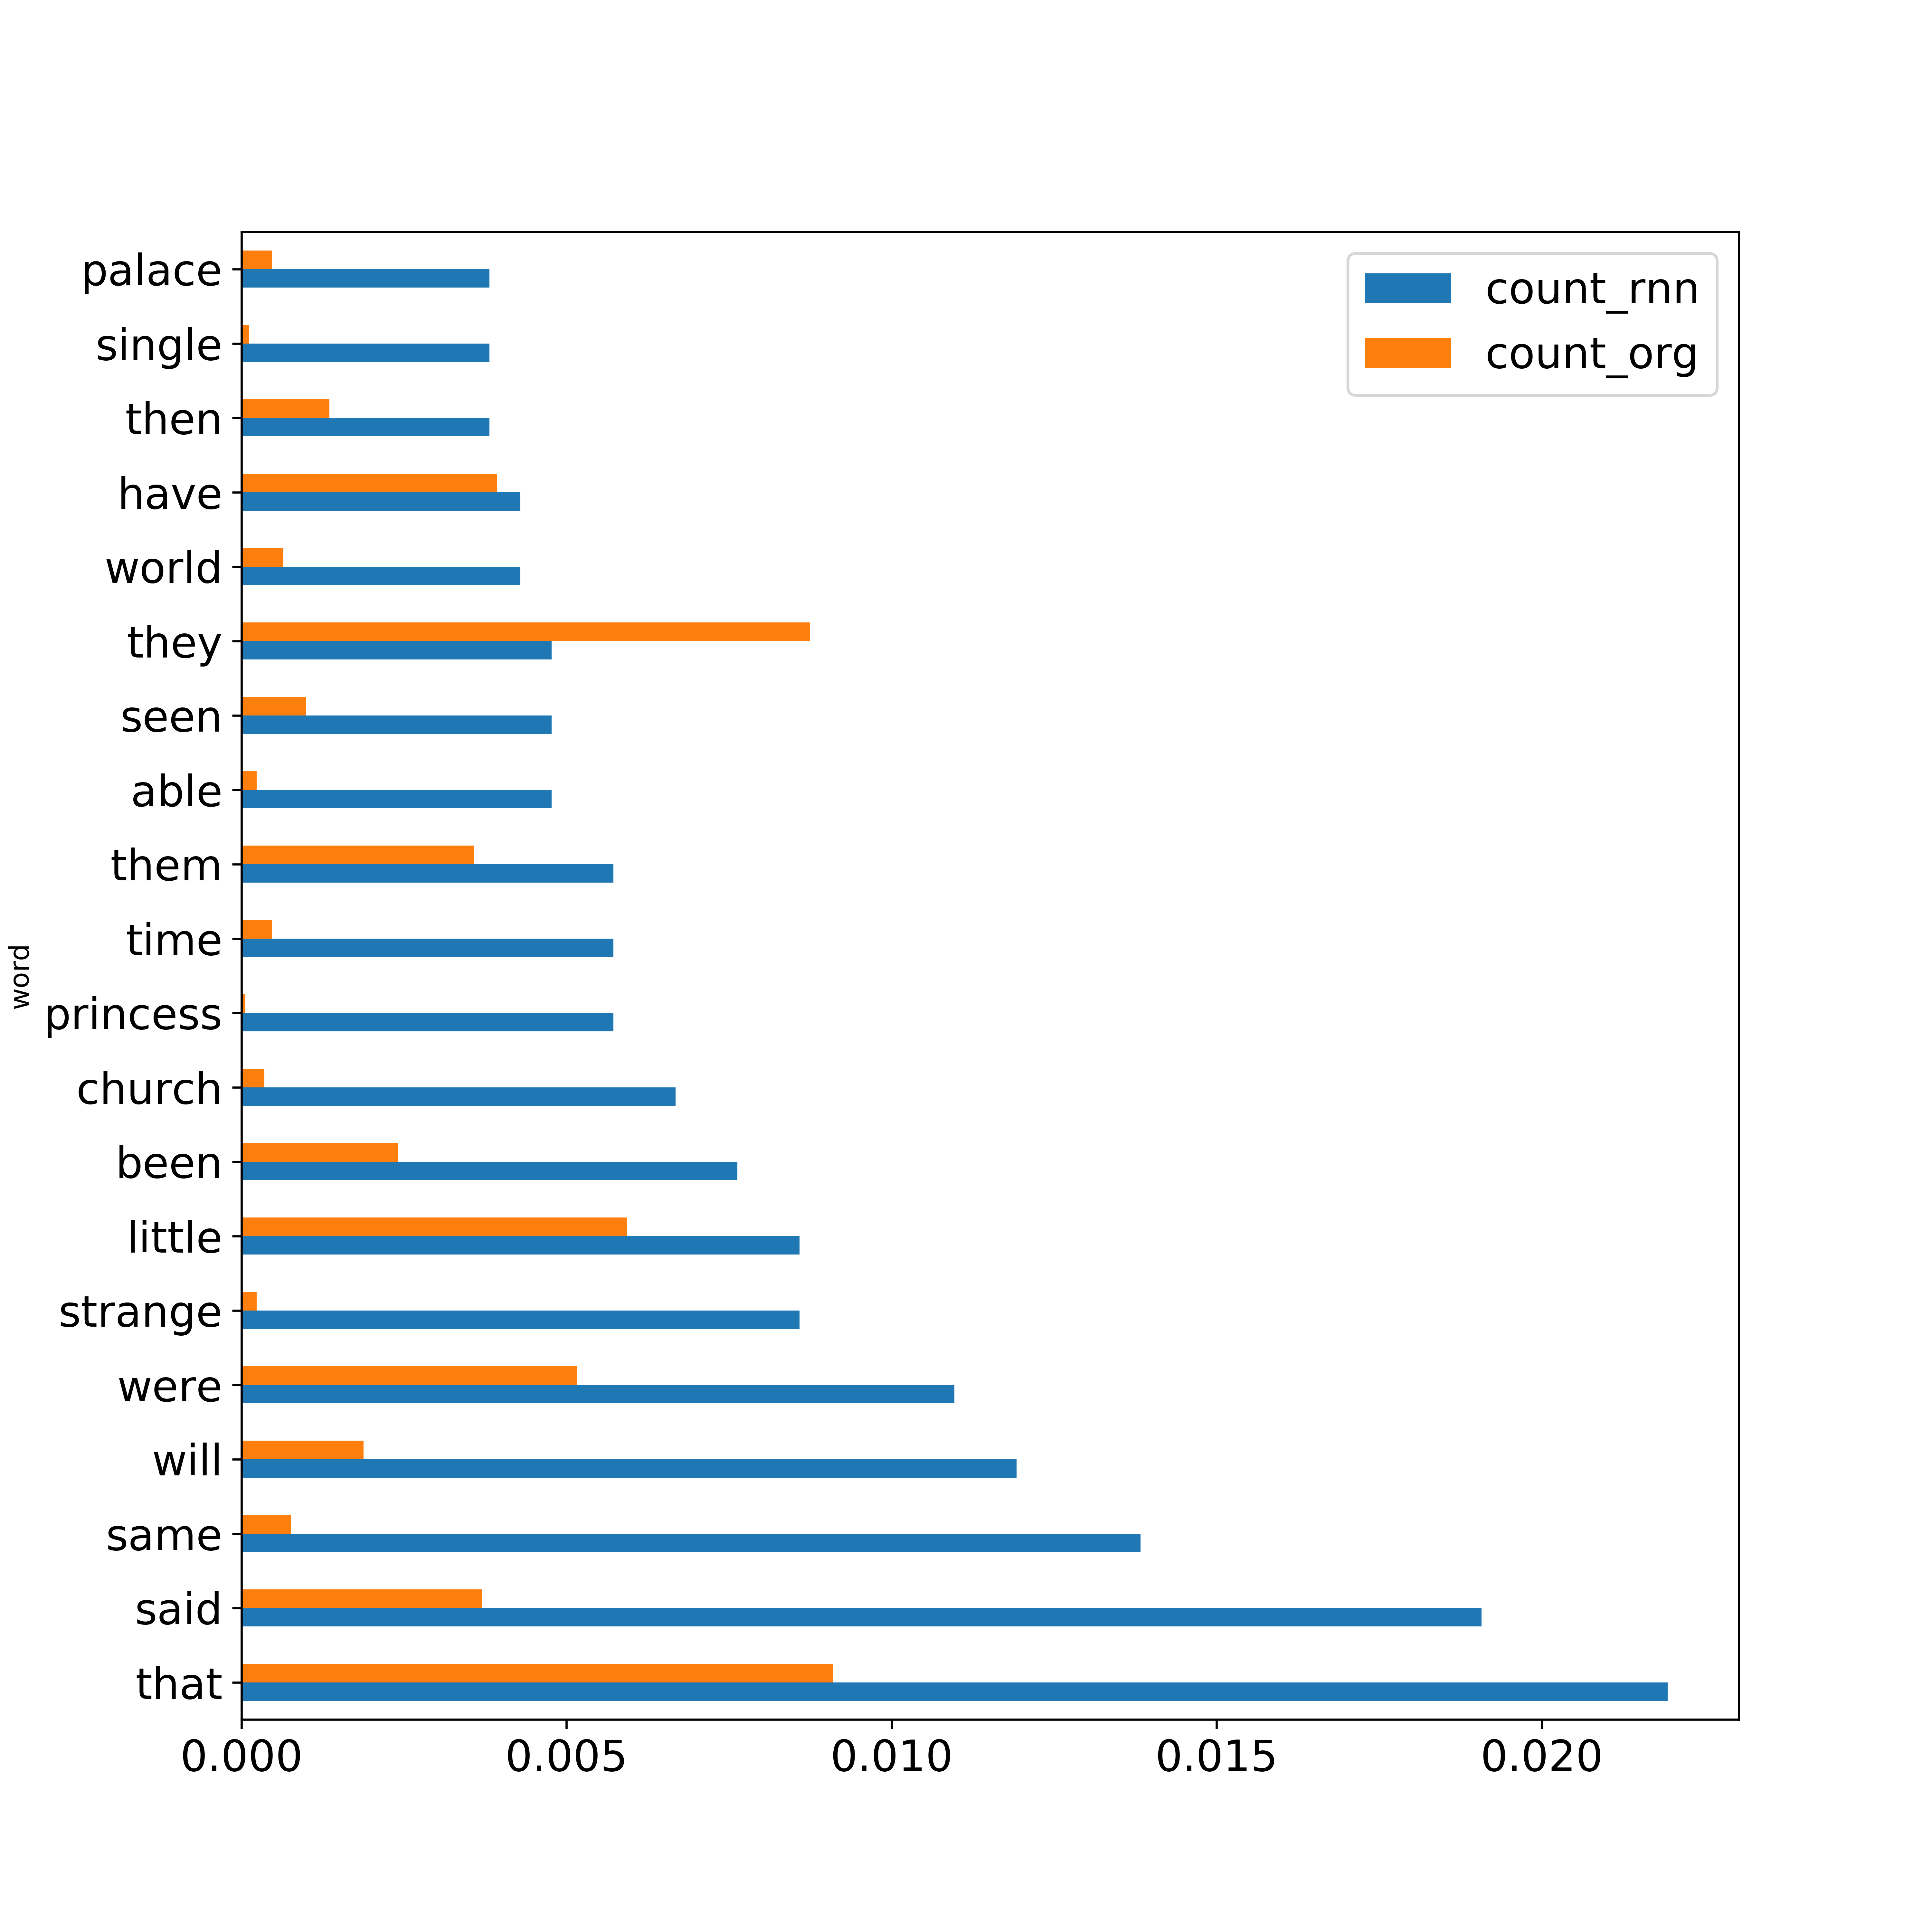 count_rnn
count_org
palace
single
then
have
world
they
seen
able
them
time
princess
church
been
little
strange
were
will
same
said
that
word
0.000 0.005 0.010 0.015 0.020